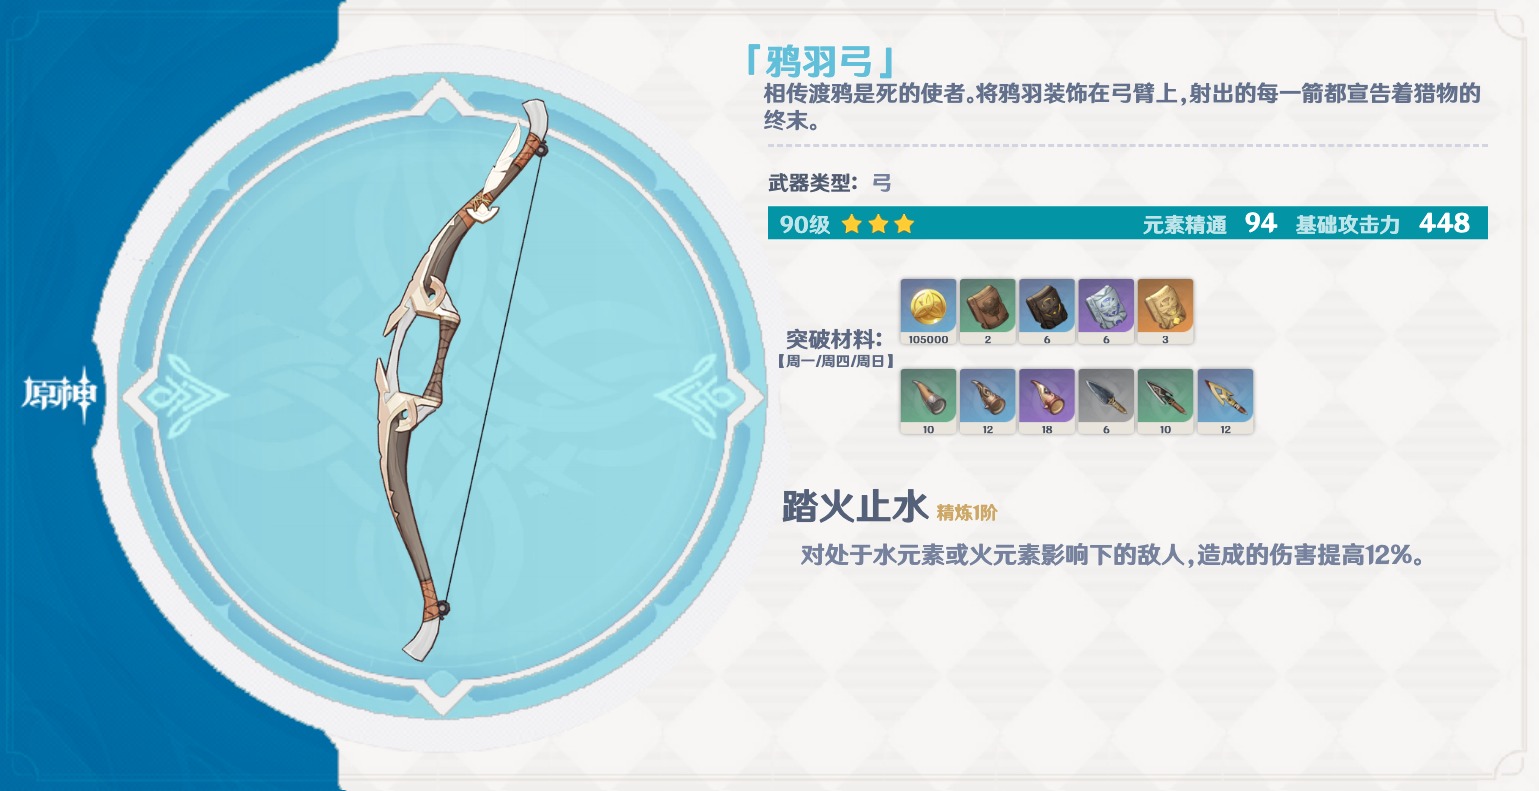 「鸦羽弓」
相传渡鸦是死的使者。将鸦羽装饰在弓臂上,射出的每一箭都宣告着猎物的
终末。
武器类型: 弓
90级 元素精通 94 基础攻击力 448
105000 2 6 6 3
突破材料:
【周一/周四/周日】
原神
10 12 18 6 10 12
踏火止水 精炼1阶
对处于水元素或火元素影响下的敌人,造成的伤害提高12%。